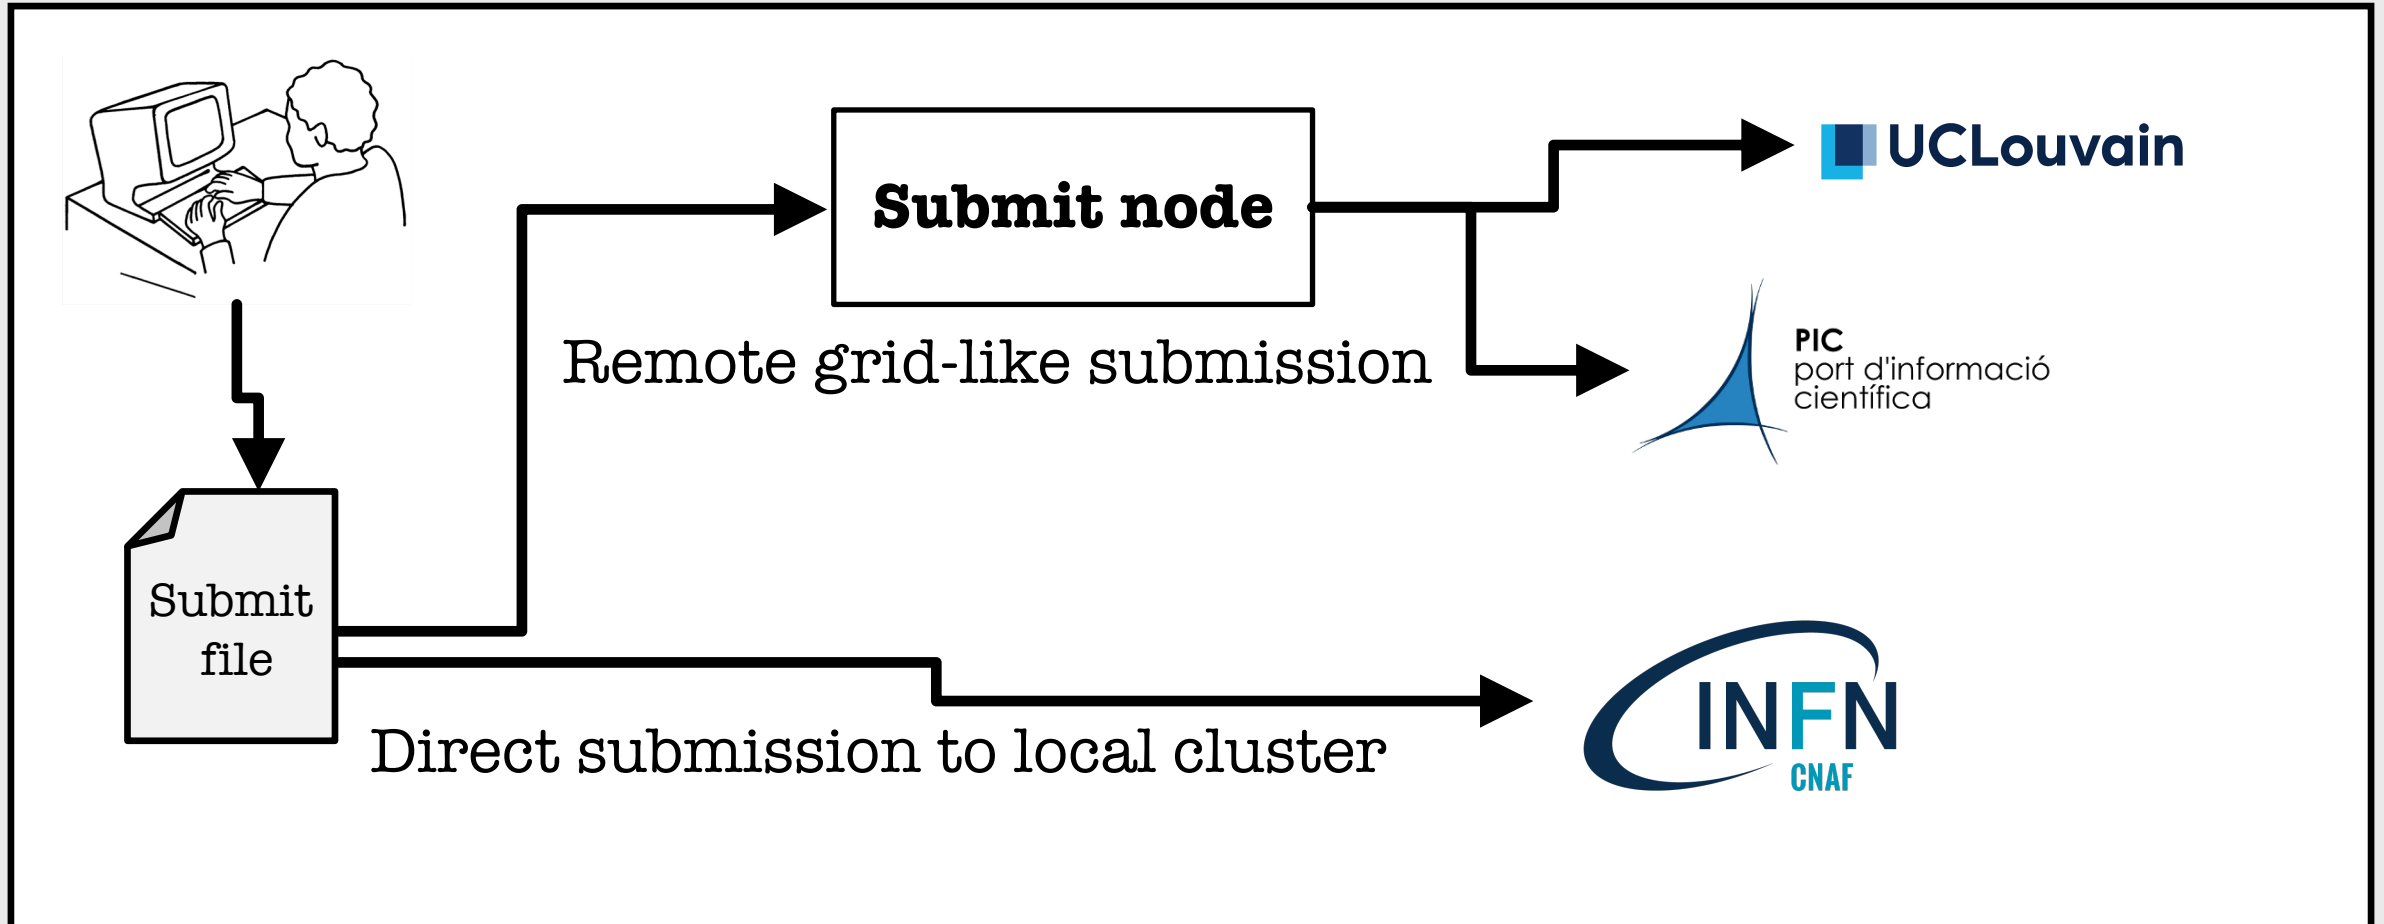 Submit node
UCLouvain
Remote grid-like submission
PIC
port d'informació
científica
Submit
file
Direct submission to local cluster
INFN
CNAF